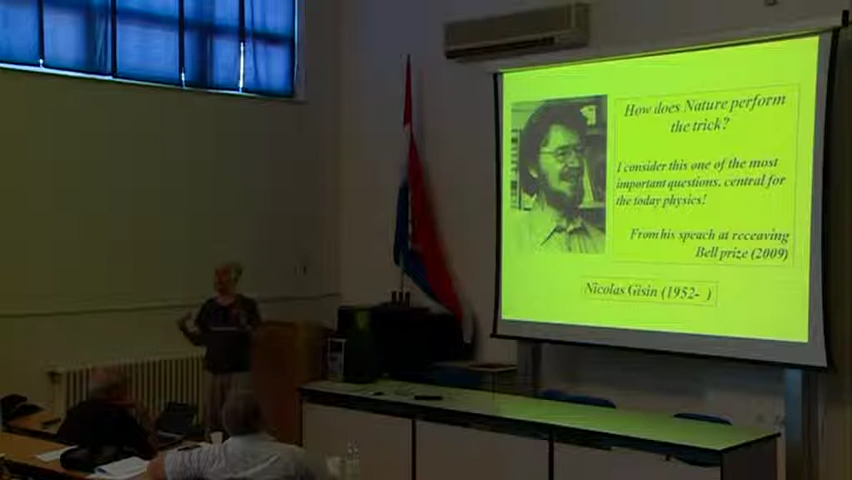 How does Nature perform
the trick?
I consider this one of the most
important questions, central for
the today physics!
From his speach at receaving
Bell prize (2009)
Nicolas Gisin (1952- )